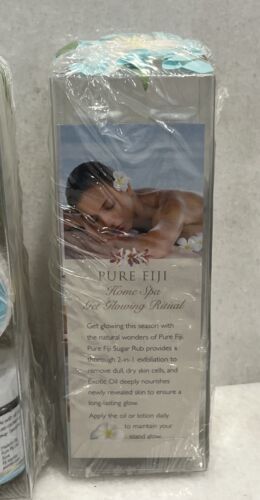 PURE FIJI
Home Spa
Get Glowing Ritual
Get glowing this season with
the natural wonders of Pure Fiji.
Pure Fiji Sugar Rub provides a
thorough 2-in-1 exfoliation to
remove dull, dry skin cells, and
Exotic Oil deeply nourishes
newly revealed skin to ensure a
long-lasting glow.
Apply the oil or lotion daily
to maintain your
island glow.